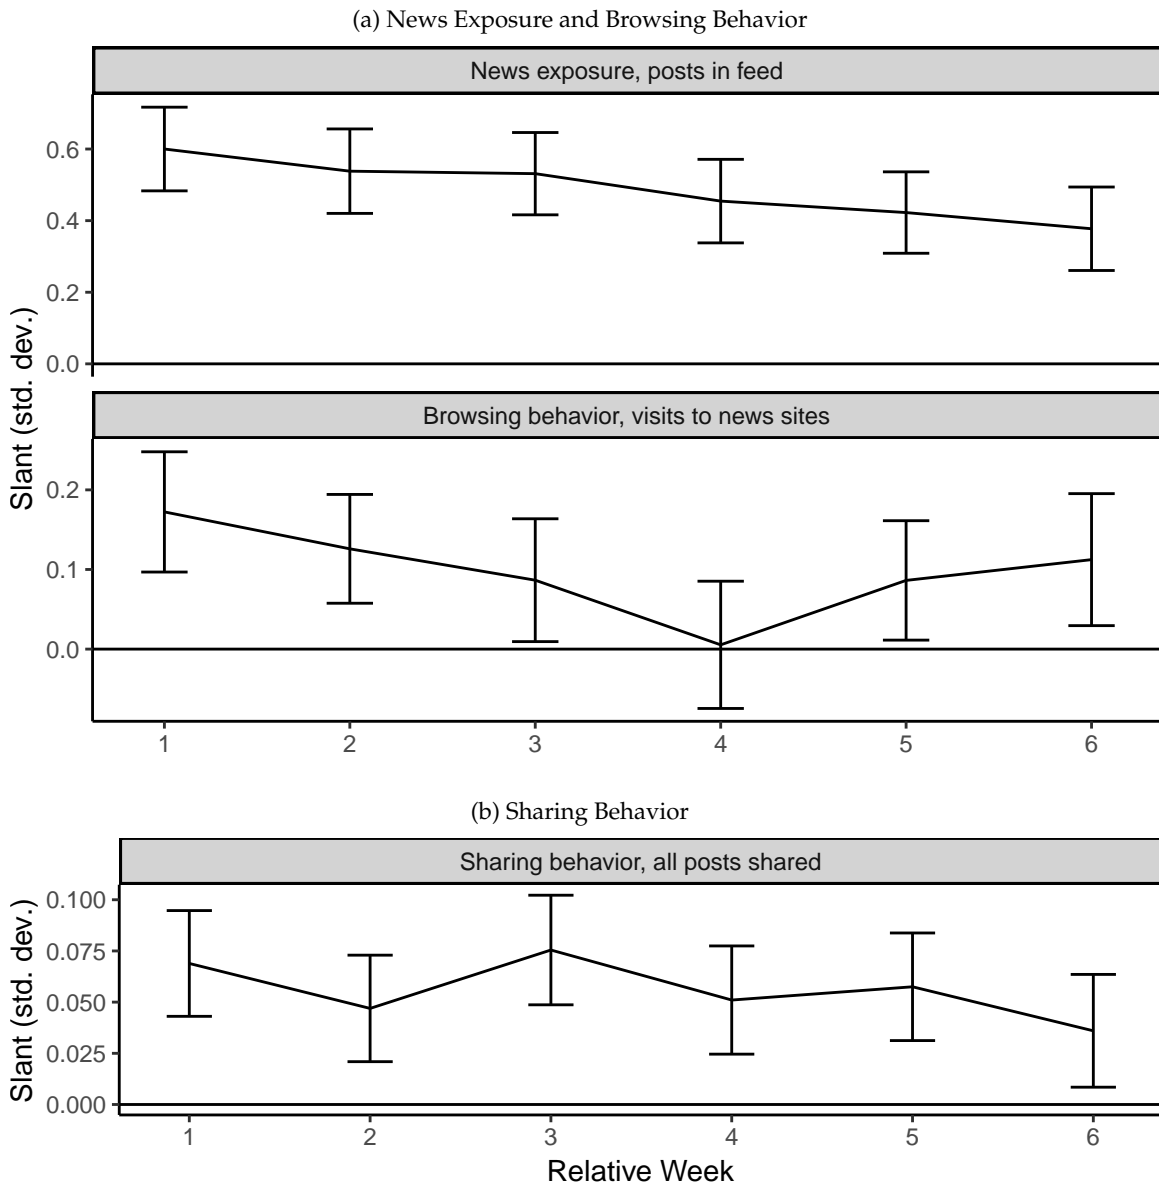 (a) News Exposure and Browsing Behavior
News exposure, posts in feed
0.6
0.4
0.2
0.0
Slant (std. dev.)
Browsing behavior, visits to news sites
0.2
0.1
0.0
1 2 3 4 5 6
(b) Sharing Behavior
Sharing behavior, all posts shared
Slant (std. dev.)
0.100
0.075
0.050
0.025
0.000
1 2 3 4 5 6
Relative Week